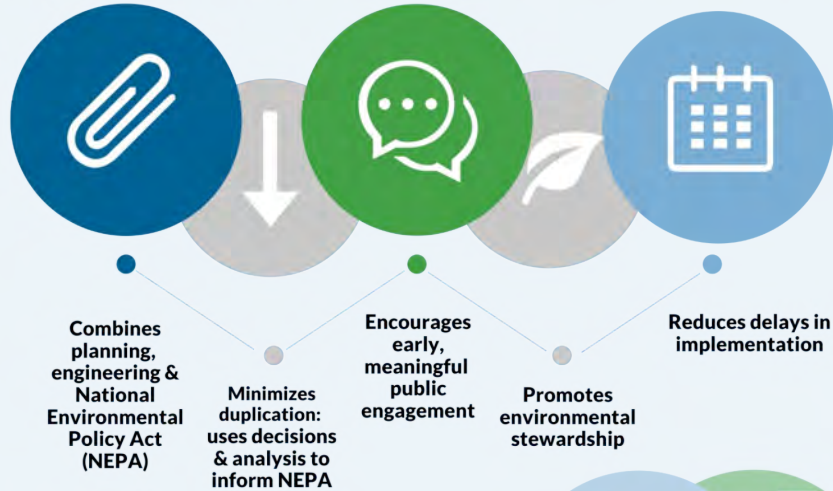 Combines
planning,
engineering &
National
Environmental
Policy Act
(NEPA)
Minimizes
duplication:
uses decisions
& analysis to
inform NEPA
Encourages
early,
meaningful
public
engagement
Promotes
environmental
stewardship
Reduces delays in
implementation